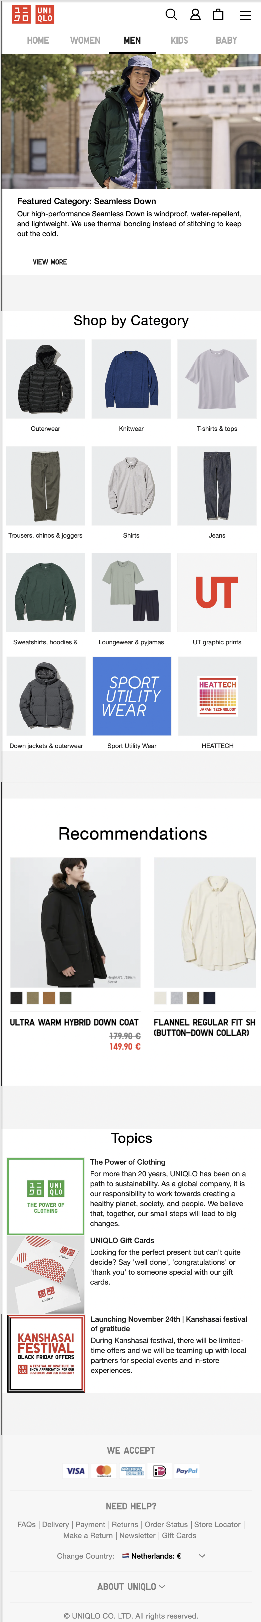 UNI
QLO
HOME WOMEN MEN KIDS BABY
Featured Category: Seamless Down
Our high-performance Seamless Down is windproof, water-repellent,
and lightweight. We use thermal bonding instead of stitching to keep
out the cold.
VIEW MORE
Shop by Category
Outerwear Knitwear T-shirts & tops
Trousers, chinos & joggers Shirts Jeans
UT
Sweatshirts, hoodies & Loungewear & pyjamas UT graphic prints
SPORT
UTILITY
WEAR
HEATTECH
JAPAN TECHNOLOGY
Down jackets & outerwear Sport Utility Wear HEATTECH
Recommendations
ULTRA WARM HYBRID DOWN COAT
179.90 €
149.90 €
FLANNEL REGULAR FIT SH
(BUTTON-DOWN COLLAR)
Topics
UNI
QLO
THE POWER OF
CLOTHING
The Power of Clothing
For more than 20 years, UNIQLO has been on a
path to sustainability. As a global company, it is
our responsibility to work towards creating a
healthy planet, society, and people. We believe
that, together, our small steps will lead to big
changes.
UNIQLO Gift Cards
Looking for the perfect present but can't quite
decide? Say 'well done', 'congratulations' or
'thank you' to someone special with our gift
cards.
KANSHASAI
FESTIVAL
BLACK FRIDAY OFFERS
Launching November 24th | Kanshasai festival
of gratitude
During Kanshasai festival, there will be limited-
time offers and we will be teaming up with local
partners for special events and in-store
experiences.
WE ACCEPT
VISA PayPal
NEED HELP?
FAQs | Delivery | Payment | Returns | Order Status | Store Locator |
Make a Return | Newsletter | Gift Cards
Change Country: Netherlands: €
ABOUT UNIQLO
© UNIQLO CO. LTD. All rights reserved.